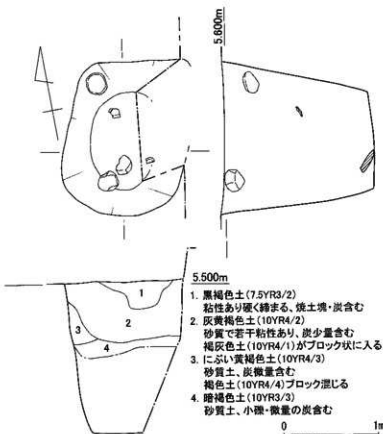 5.600m
5.500m
1
2
3
4
1. 黒褐色土(7.5YR3/2)
粘性あり硬く締まる、焼土塊・炭含む
2. 灰黄褐色土(10YR4/2)
砂質で若干粘性あり、炭少量含む
褐灰色土(10YR4/1)がブロック状に入る
3. にぶい黄褐色土(10YR4/3)
砂質土、炭微量含む
褐色土(10YR4/4)ブロック混じる
4. 暗褐色土(10YR3/3)
砂質土、小礫・微量の炭含む
0 1m